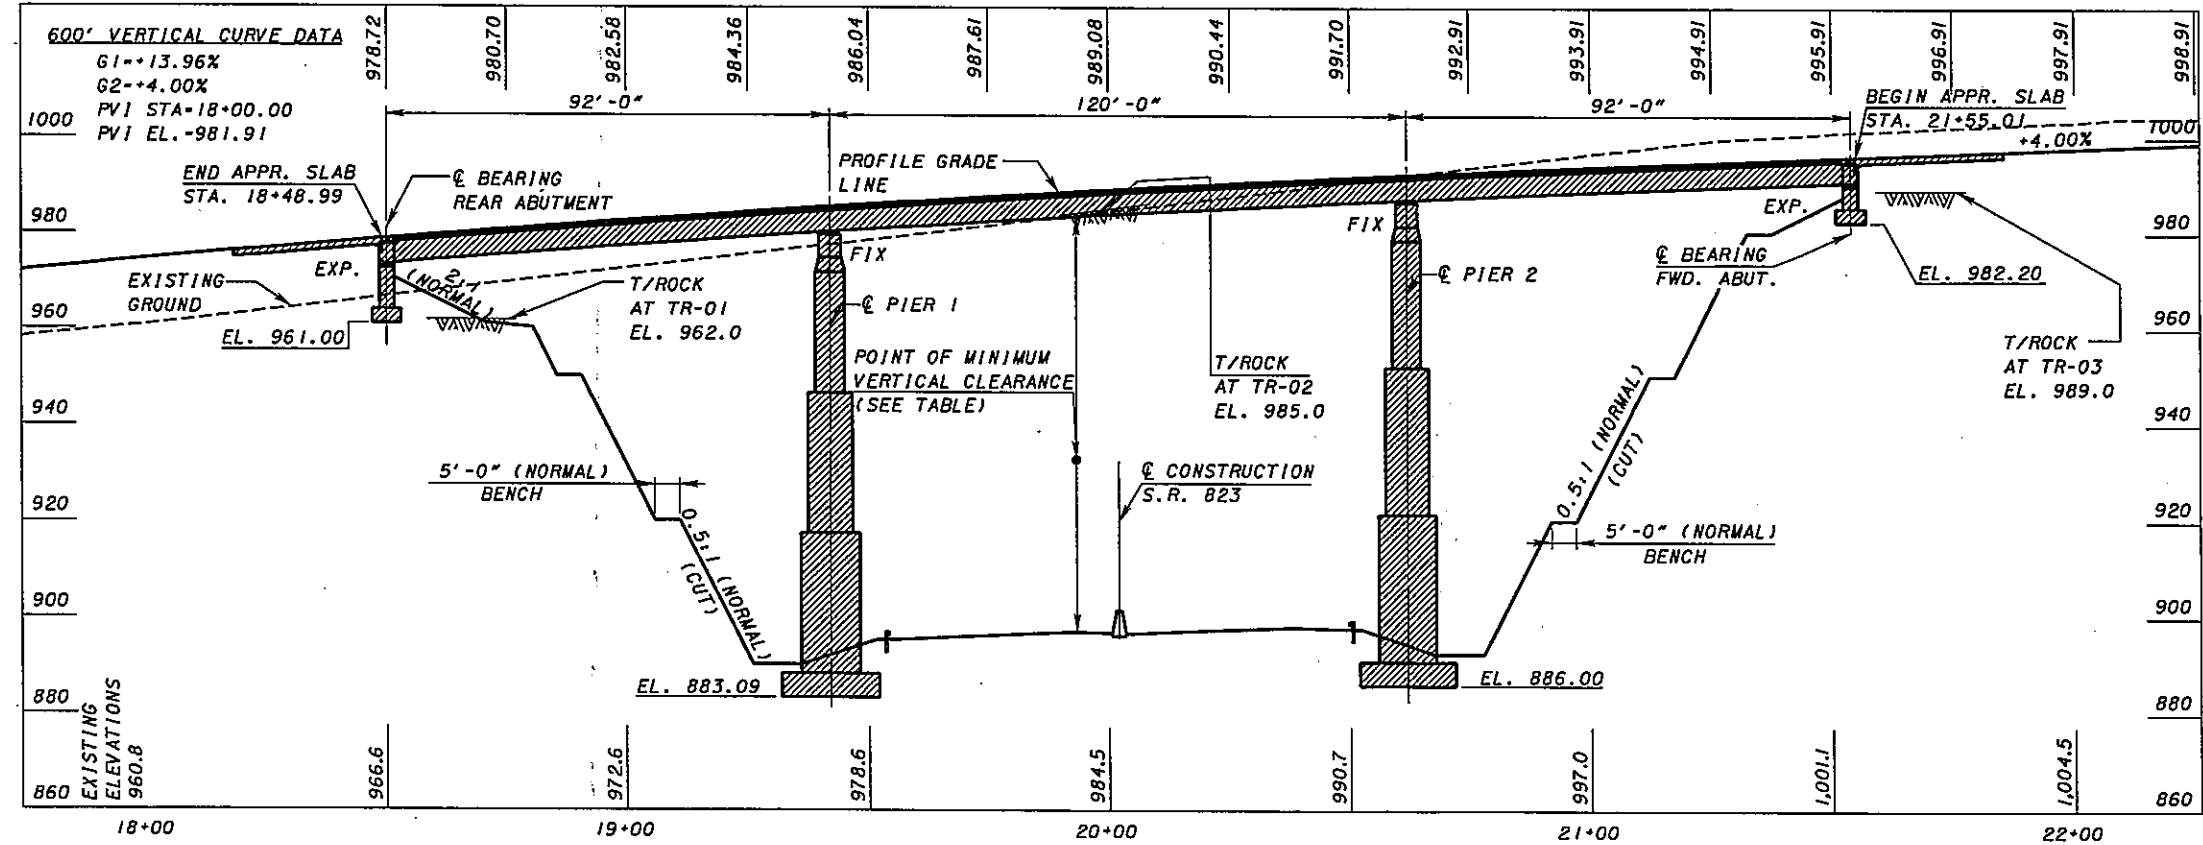 600' VERTICAL CURVE DATA
G1=+13.96%
G2=+4.00%
PVI STA=18+00.00
PVI EL.=981.91
978.72
980.70
982.58
984.36
986.04
987.61
989.08
990.44
991.70
992.91
993.91
994.91
995.91
996.91
997.91
998.91
92'-0"
120'-0"
92'-0"
1000
1000
BEGIN APPR. SLAB
STA. 21+55.01
+4.00%
END APPR. SLAB
STA. 18+48.99
℄ BEARING
REAR ABUTMENT
PROFILE GRADE
LINE
980
980
EXP.
FIX
FIX
EXP.
EXISTING
GROUND
2:1
(NORMAL)
T/ROCK
AT TR-01
EL. 962.0
℄ PIER 1
℄ PIER 2
℄ BEARING
FWD. ABUT.
EL. 982.20
960
960
EL. 961.00
POINT OF MINIMUM
VERTICAL CLEARANCE
(SEE TABLE)
T/ROCK
AT TR-02
EL. 985.0
T/ROCK
AT TR-03
EL. 989.0
940
940
5'-0" (NORMAL)
BENCH
℄ CONSTRUCTION
S.R. 823
0.5:1 (NORMAL)
(CUT)
0.5:1 (NORMAL)
(CUT)
5'-0" (NORMAL)
BENCH
920
920
900
900
EL. 883.09
EL. 886.00
880
880
EXISTING
ELEVATIONS
960.8
966.6
972.6
978.6
984.5
990.7
997.0
1,001.1
1,004.5
860
860
18+00
19+00
20+00
21+00
22+00